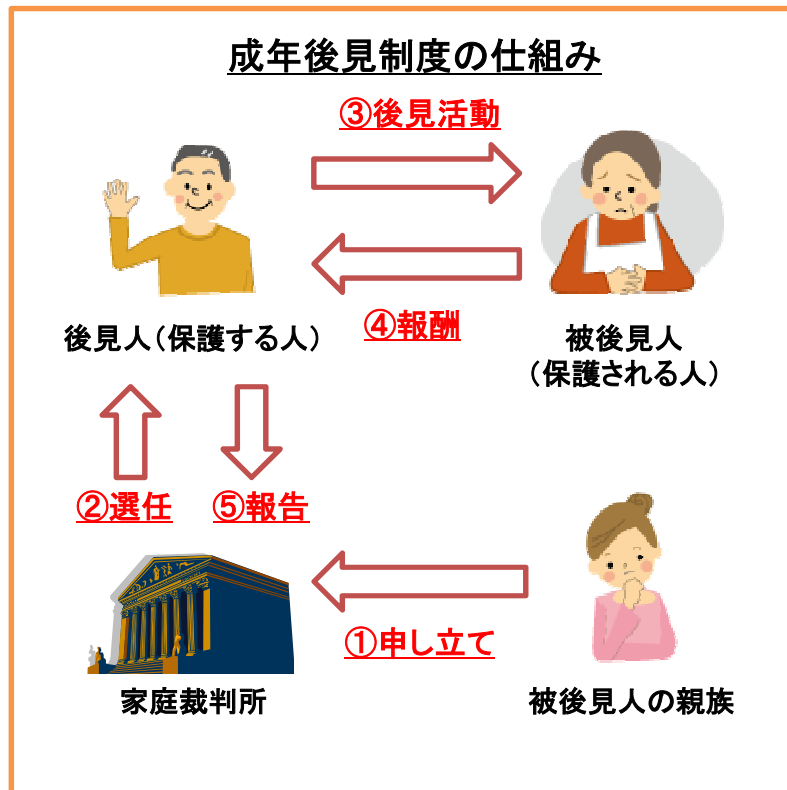 成年後見制度の仕組み
③後見活動
④報酬
後見人（保護する人）
被後見人
（保護される人）
②選任
⑤報告
①申し立て
家庭裁判所
被後見人の親族